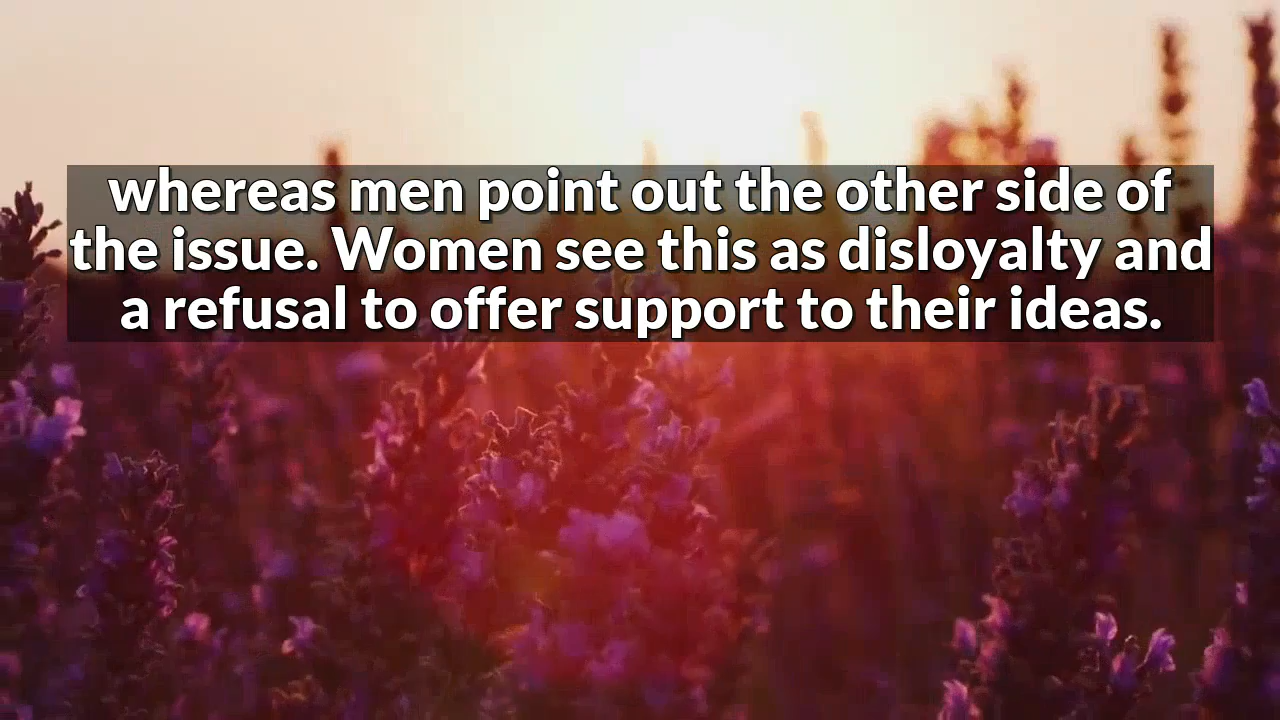 whereas men point out the other side of
the issue. Women see this as disloyalty and
a refusal to offer support to their ideas.